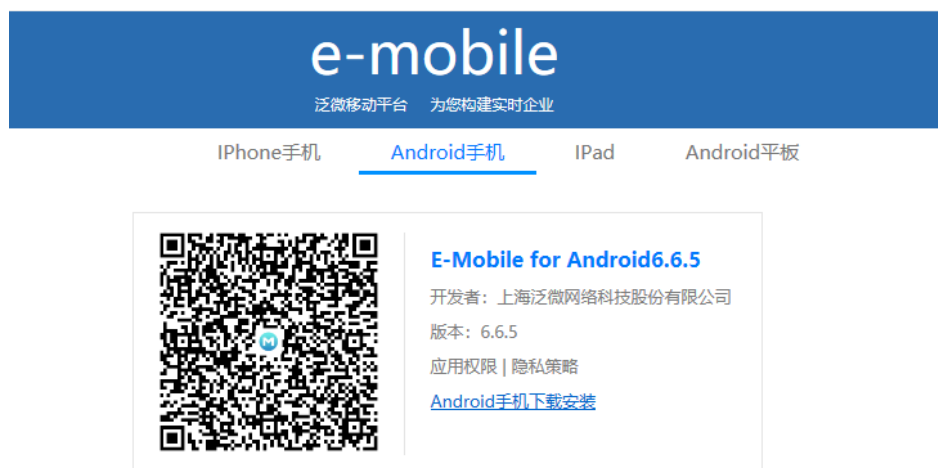 e-mobile
泛微移动平台 为您构建实时企业
IPhone手机 Android手机 IPad Android平板
E-Mobile for Android6.6.5
开发者：上海泛微网络科技股份有限公司
版本：6.6.5
应用权限 | 隐私策略
Android手机下载安装
M